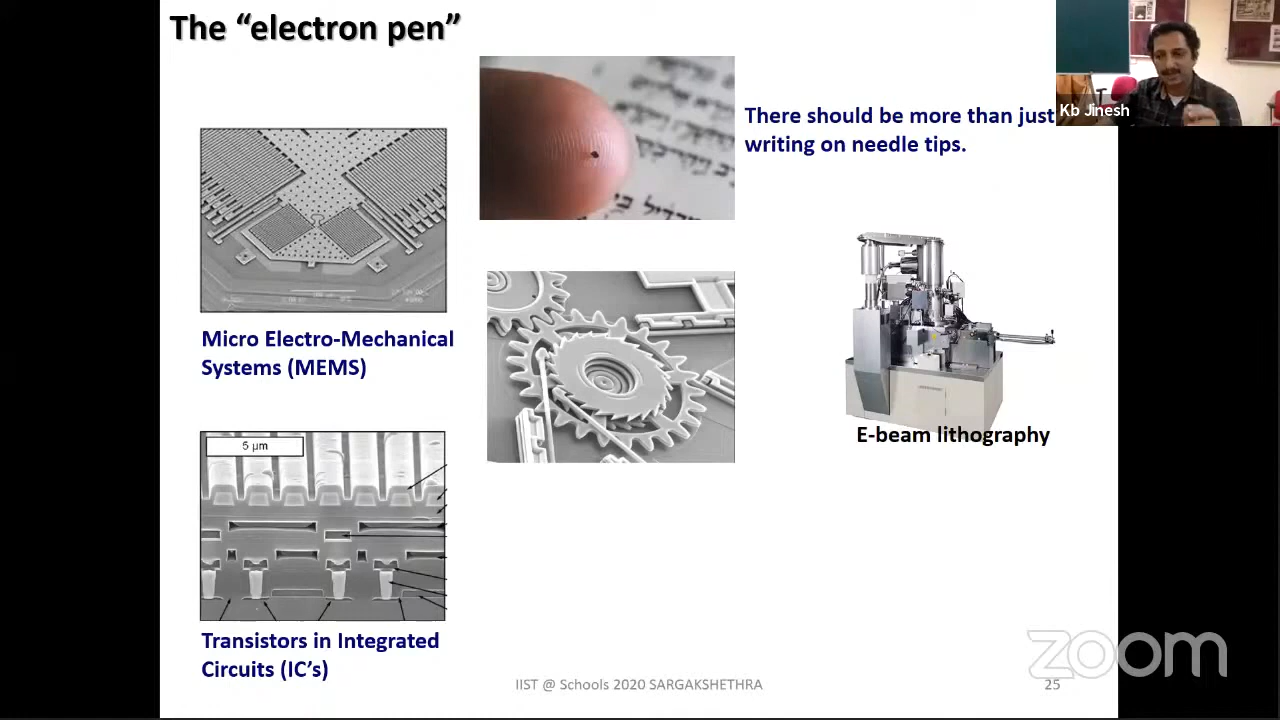 The “electron pen”
Kb Jinesh
There should be more than just
writing on needle tips.
Micro Electro-Mechanical
Systems (MEMS)
E-beam lithography
5 µm
Transistors in Integrated
Circuits (IC’s)
IIST @ Schools 2020 SARGAKSHETHRA
25
zoom